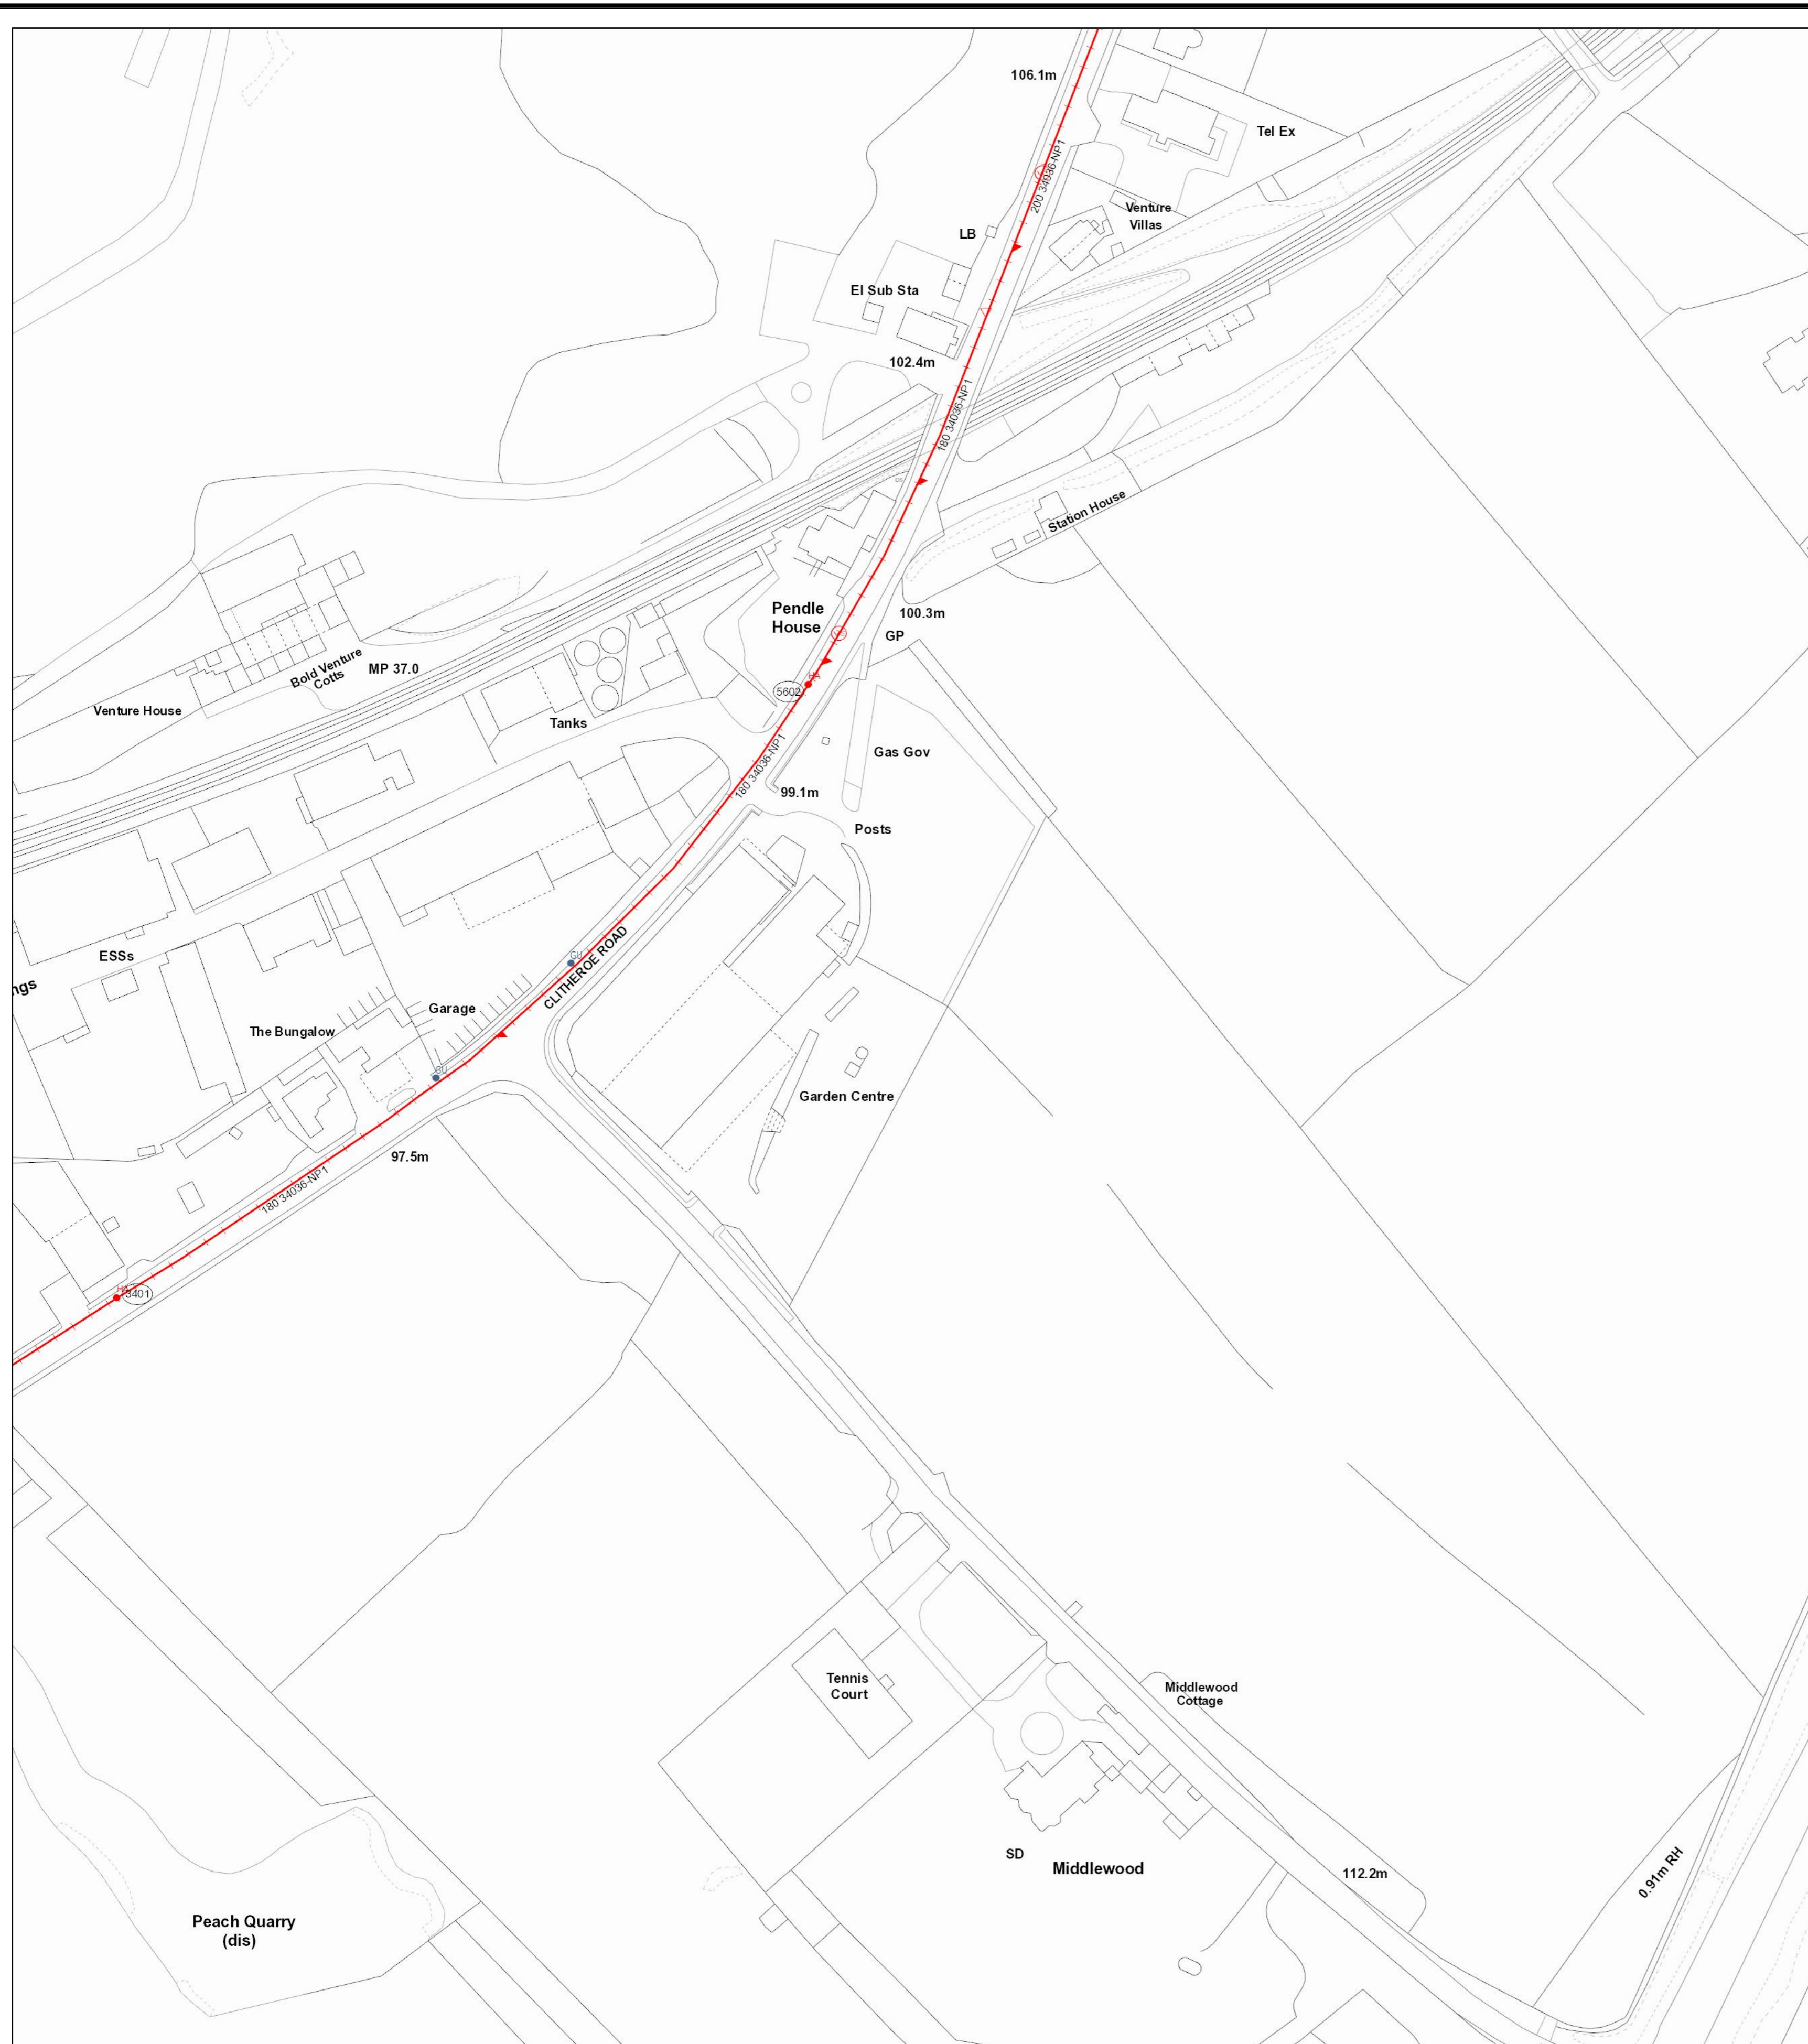 106.1m
Tel Ex
200 34036-NP1
Venture
Villas
LB
El Sub Sta
102.4m
180 34036-NP1
Station House
Pendle
House
100.3m
GP
Bold Venture
Cotts
MP 37.0
5602
Venture House
Tanks
Gas Gov
180 34036-NP1
99.1m
Posts
CLITHEROE ROAD
GU
ESSs
ngs
Garage
The Bungalow
GU
Garden Centre
97.5m
180 34036-NP1
3401
Tennis
Court
Middlewood
Cottage
SD
Middlewood
112.2m
0.91m RH
Peach Quarry
(dis)